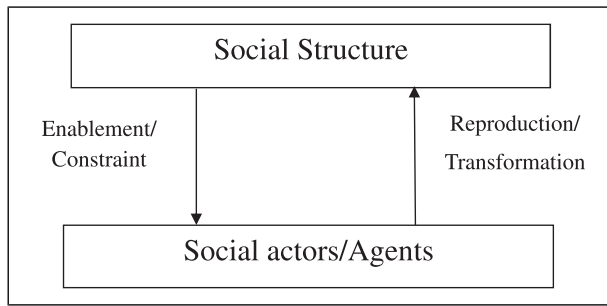 Social Structure
Enablement/
Constraint
Reproduction/
Transformation
Social actors/Agents